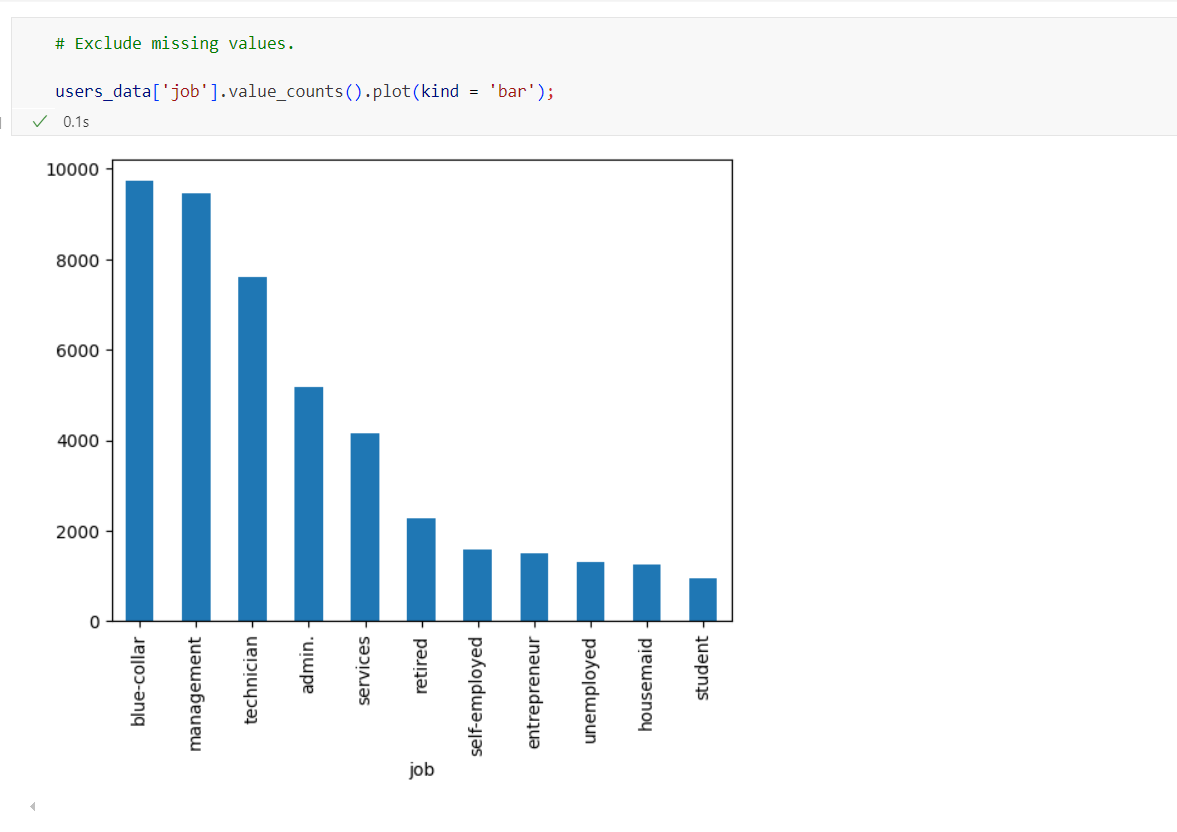 # Exclude missing values.
users_data['job'].value_counts().plot(kind = 'bar');
0.1s
10000
8000
6000
4000
2000
0
blue-collar
management
technician
admin.
services
retired
self-employed
entrepreneur
unemployed
housemaid
student
job